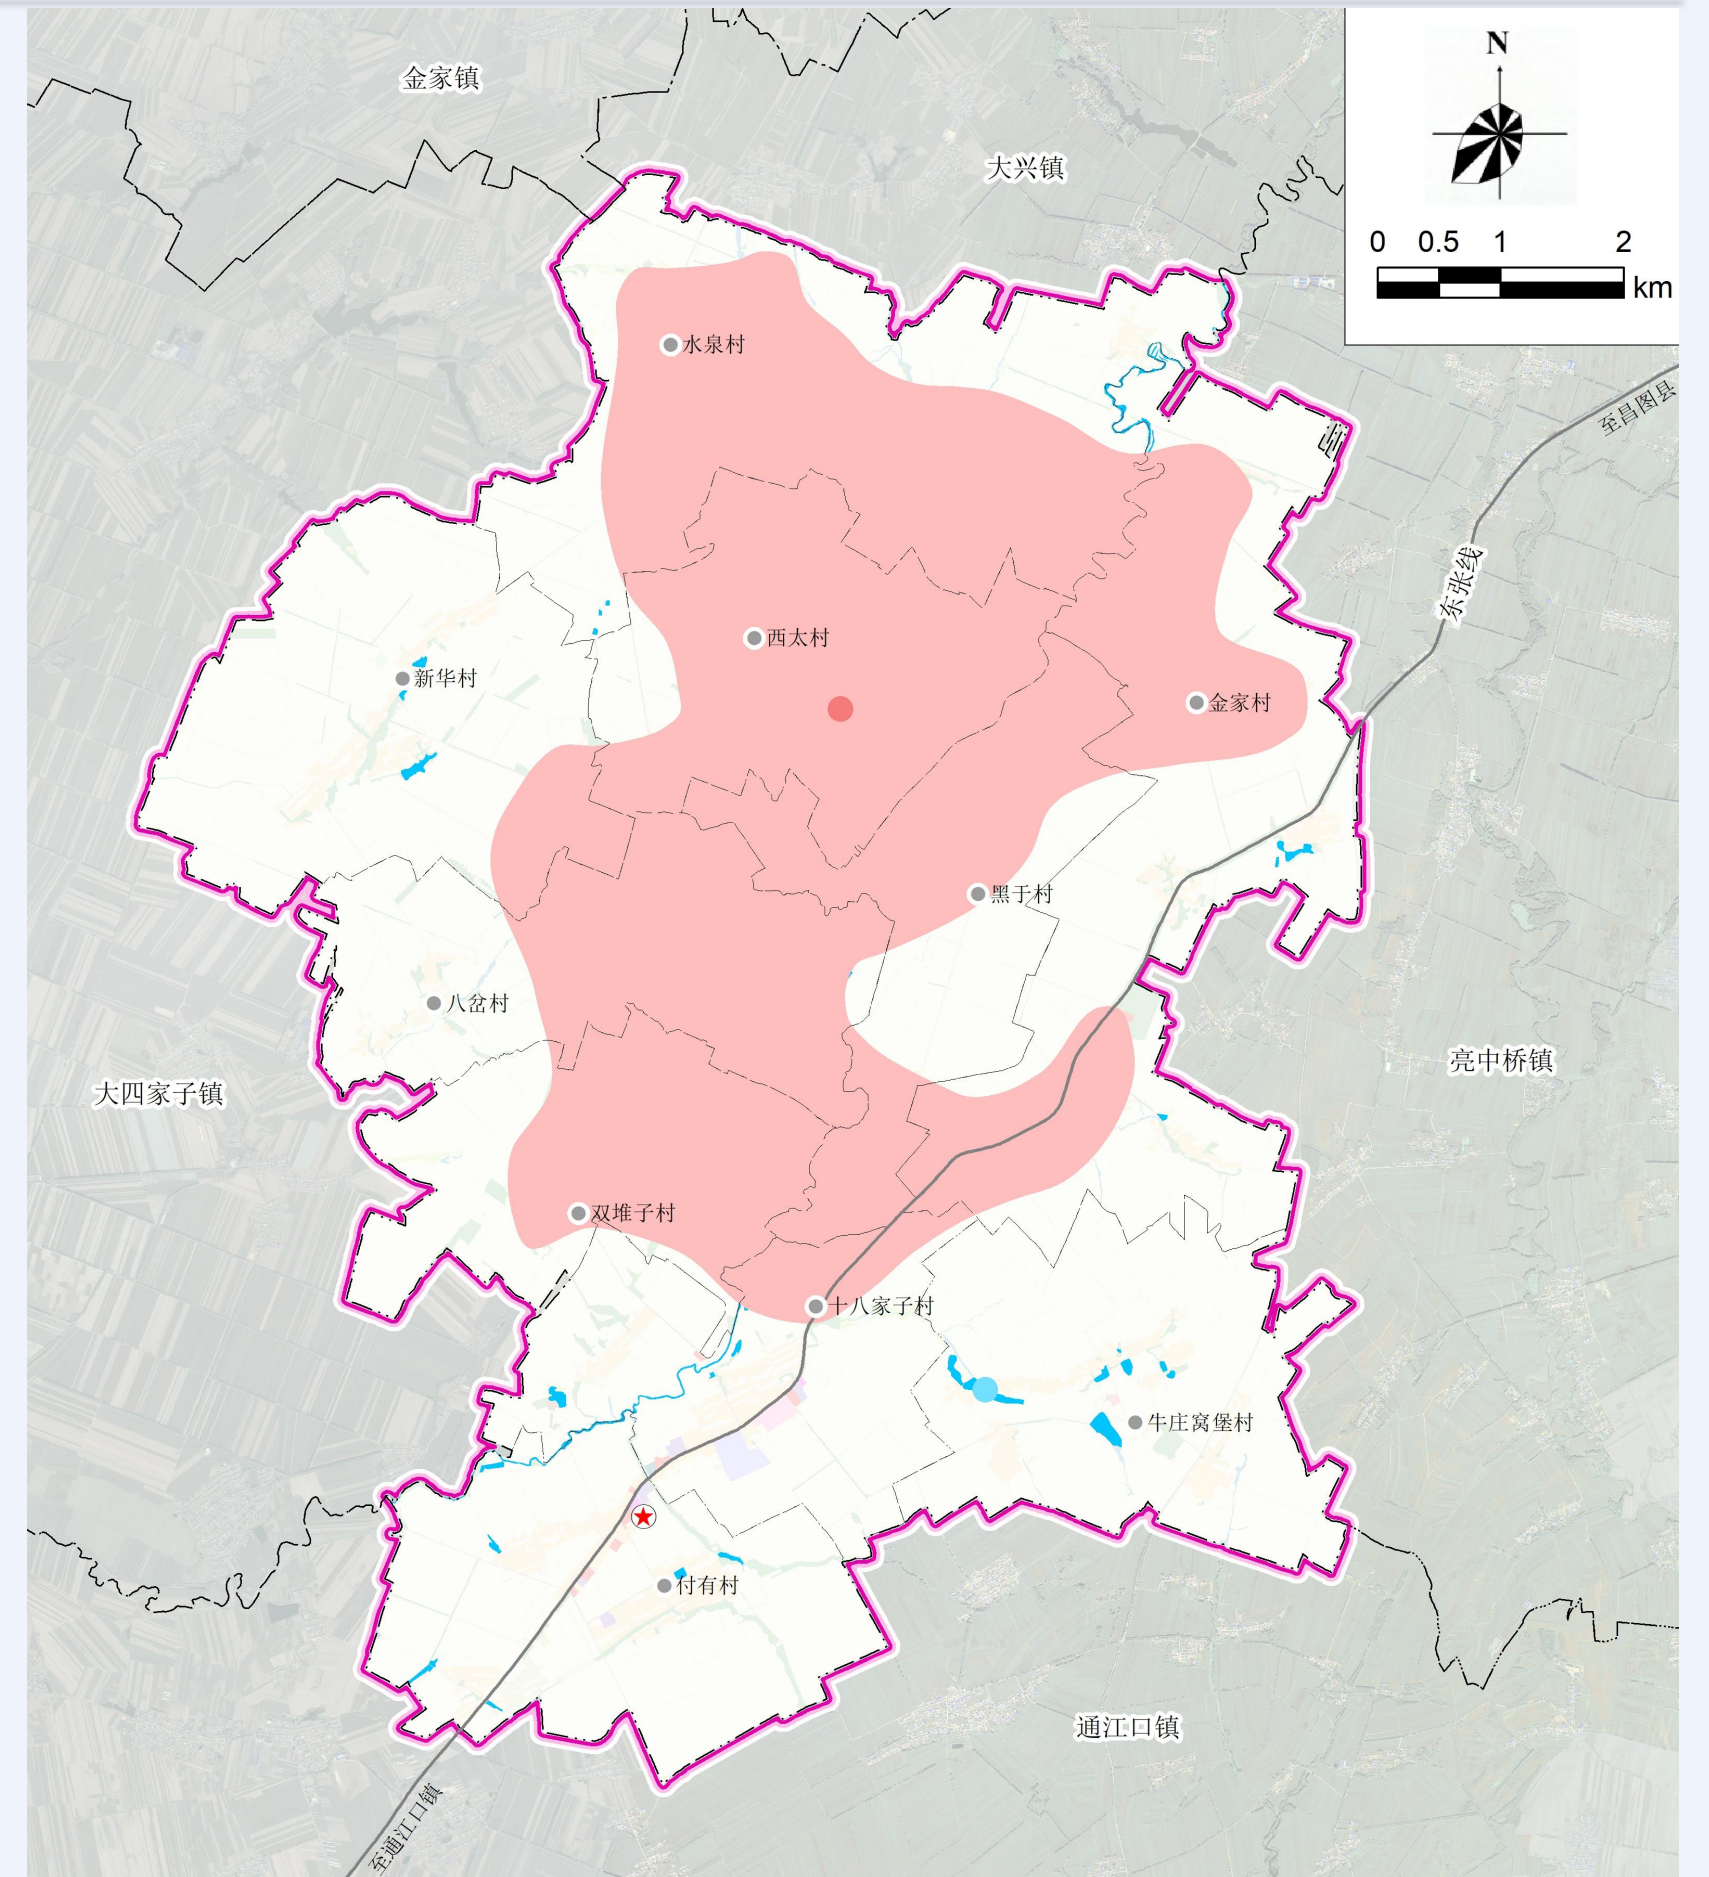 金家镇
N
大兴镇
0 0.5 1 2
km
水泉村
至昌图县
东张线
西太村
新华村
金家村
黑于村
八岔村
亮中桥镇
大四家子镇
双堆子村
十八家子村
牛庄窝堡村
付有村
通江口镇
至通江口镇